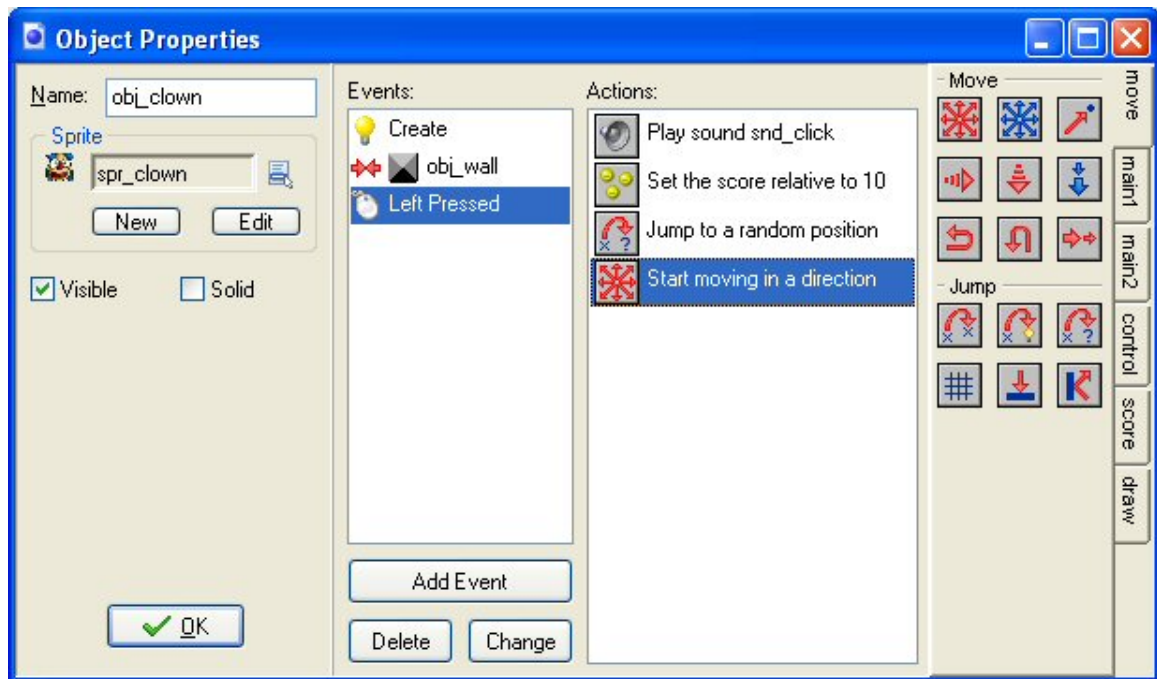 Object Properties
Name: obj_clown
Sprite
spr_clown
New Edit
Visible Solid
OK
Events:
Create
obj_wall
Left Pressed
Add Event
Delete Change
Actions:
Play sound snd_click
Set the score relative to 10
Jump to a random position
Start moving in a direction
Move
Jump
move
main1
main2
control
score
draw